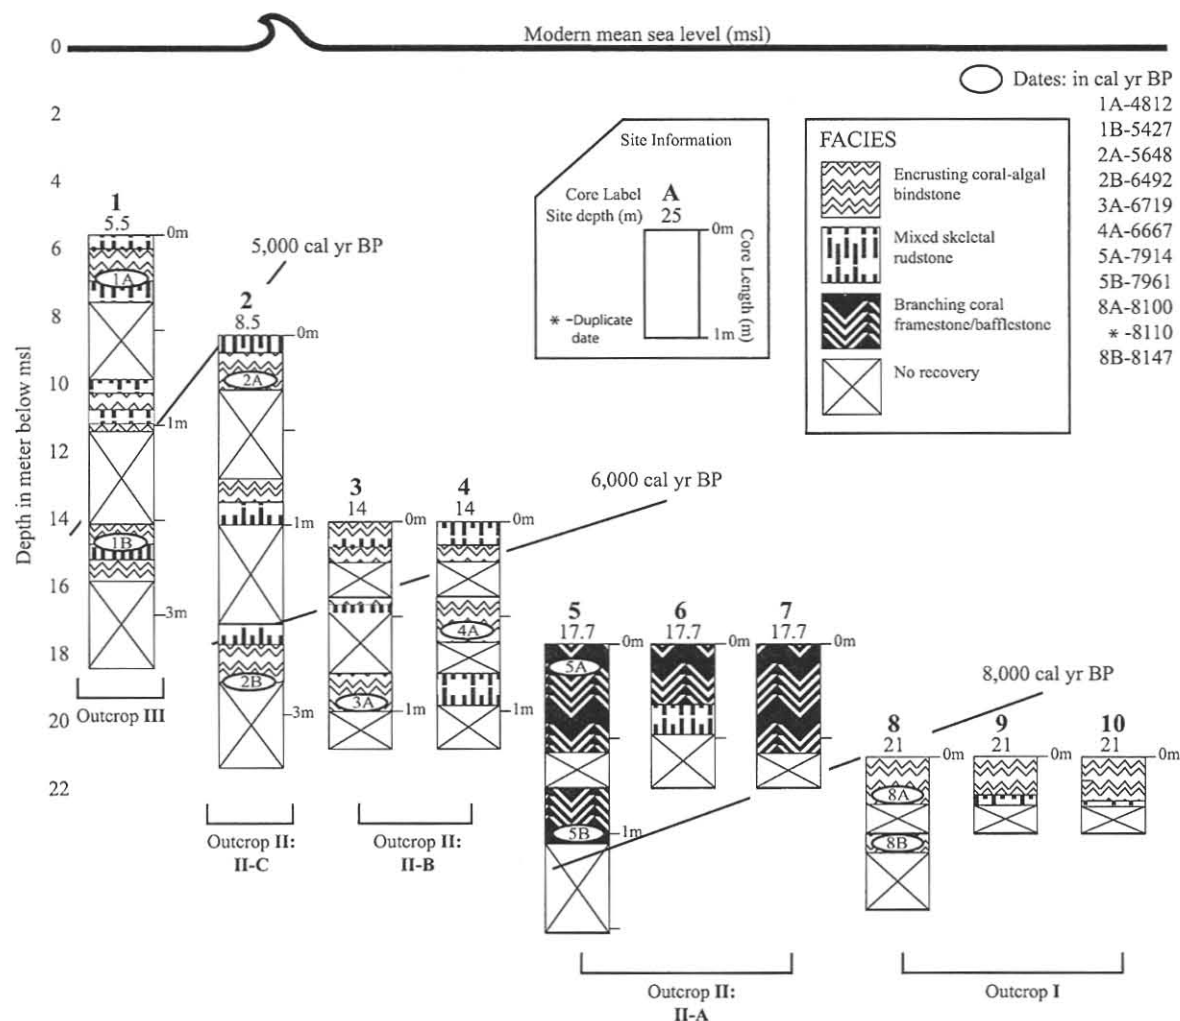 Modern mean sea level (msl)
0
2
4
6
8
10
12
14
16
18
20
22
Depth in meter below msl
Dates: in cal yr BP
1A-4812
1B-5427
2A-5648
2B-6492
3A-6719
4A-6667
5A-7914
5B-7961
8A-8100
* -8110
8B-8147
Site Information
Core Label A
Site depth (m) 25
0m
Core Length (m)
1m
* -Duplicate
date
FACIES
Encrusting coral-algal
bindstone
Mixed skeletal
rudstone
Branching coral
framestone/bafflestone
No recovery
1
5.5
0m
1A
1m
1B
3m
Outcrop III
5,000 cal yr BP
2
8.5
0m
2A
1m
2B
3m
Outcrop II:
II-C
3
14
0m
3A
1m
4
14
0m
4A
1m
Outcrop II:
II-B
6,000 cal yr BP
5
17.7
0m
5A
5B
1m
6
17.7
0m
7
17.7
0m
Outcrop II:
II-A
8,000 cal yr BP
8
21
0m
8A
8B
9
21
0m
10
21
0m
Outcrop I